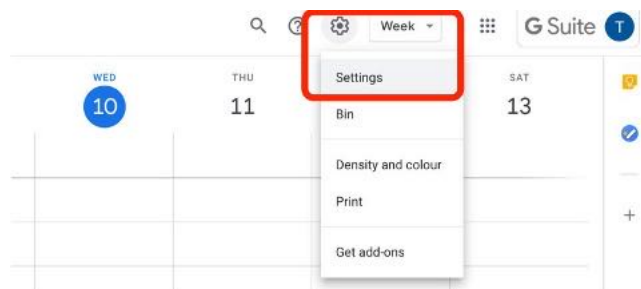 Week
G Suite
T
WED
THU
SAT
10
11
13
Settings
Bin
Density and colour
Print
Get add-ons